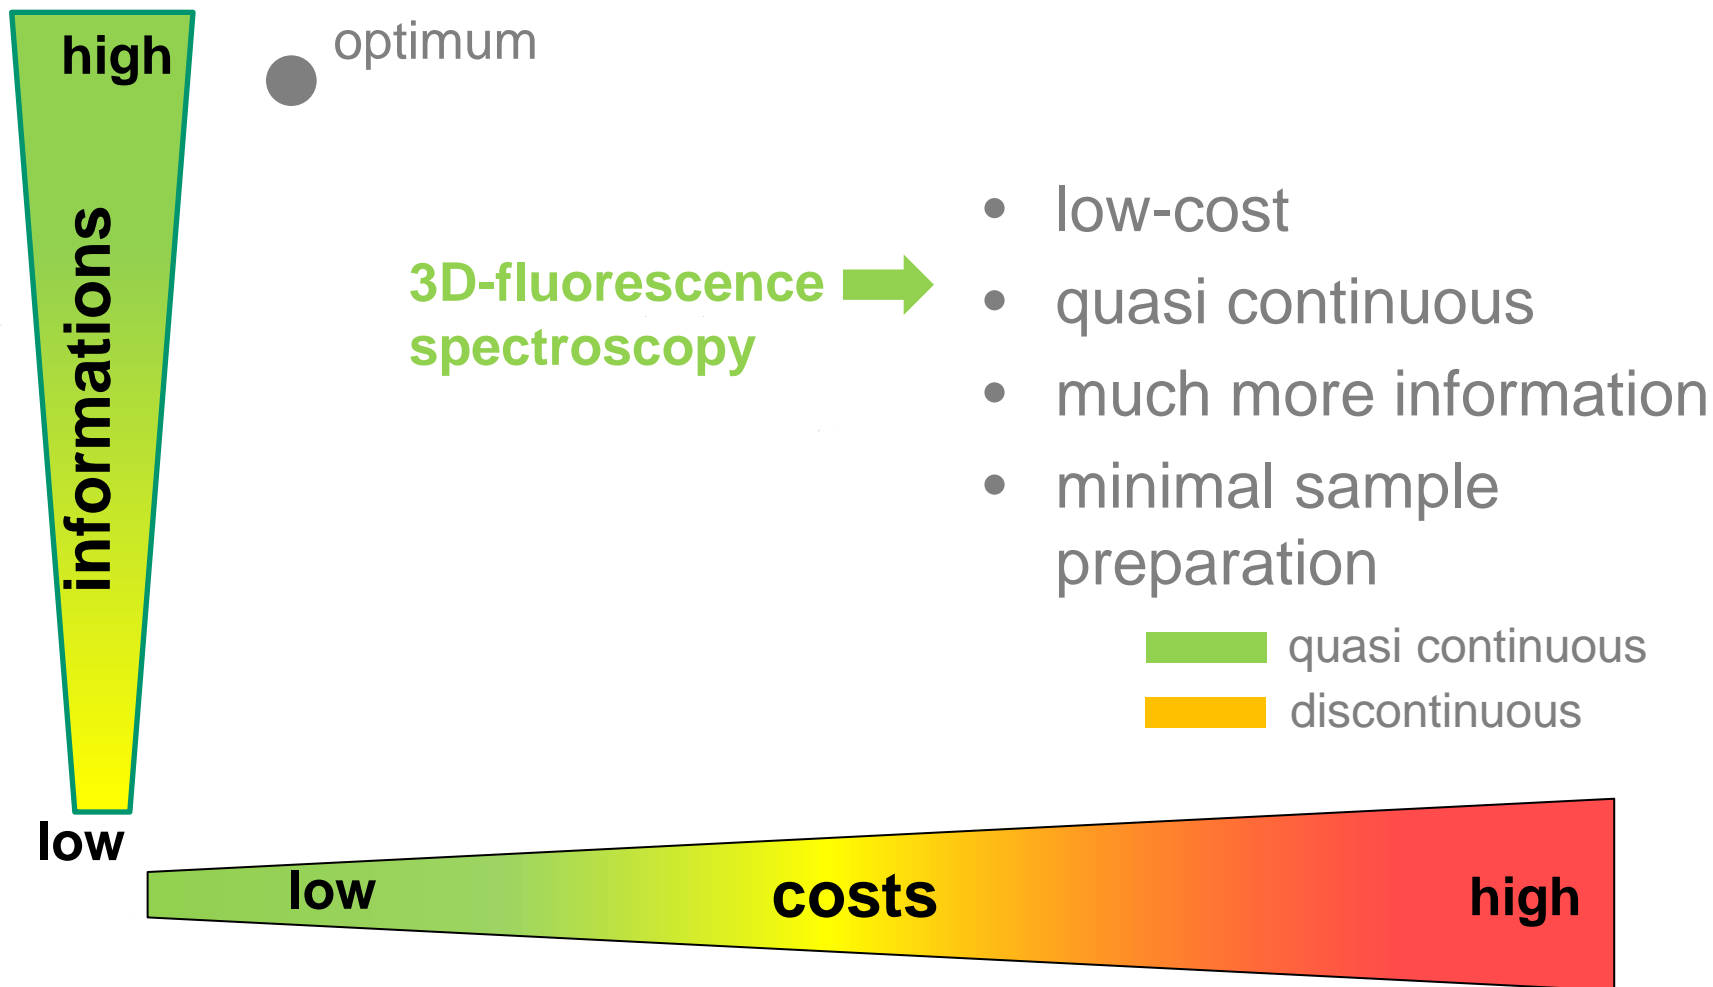 high
optimum
informations
3D-fluorescence
spectroscopy
• low-cost
• quasi continuous
• much more information
• minimal sample
preparation
quasi continuous
discontinuous
low
low
costs
high